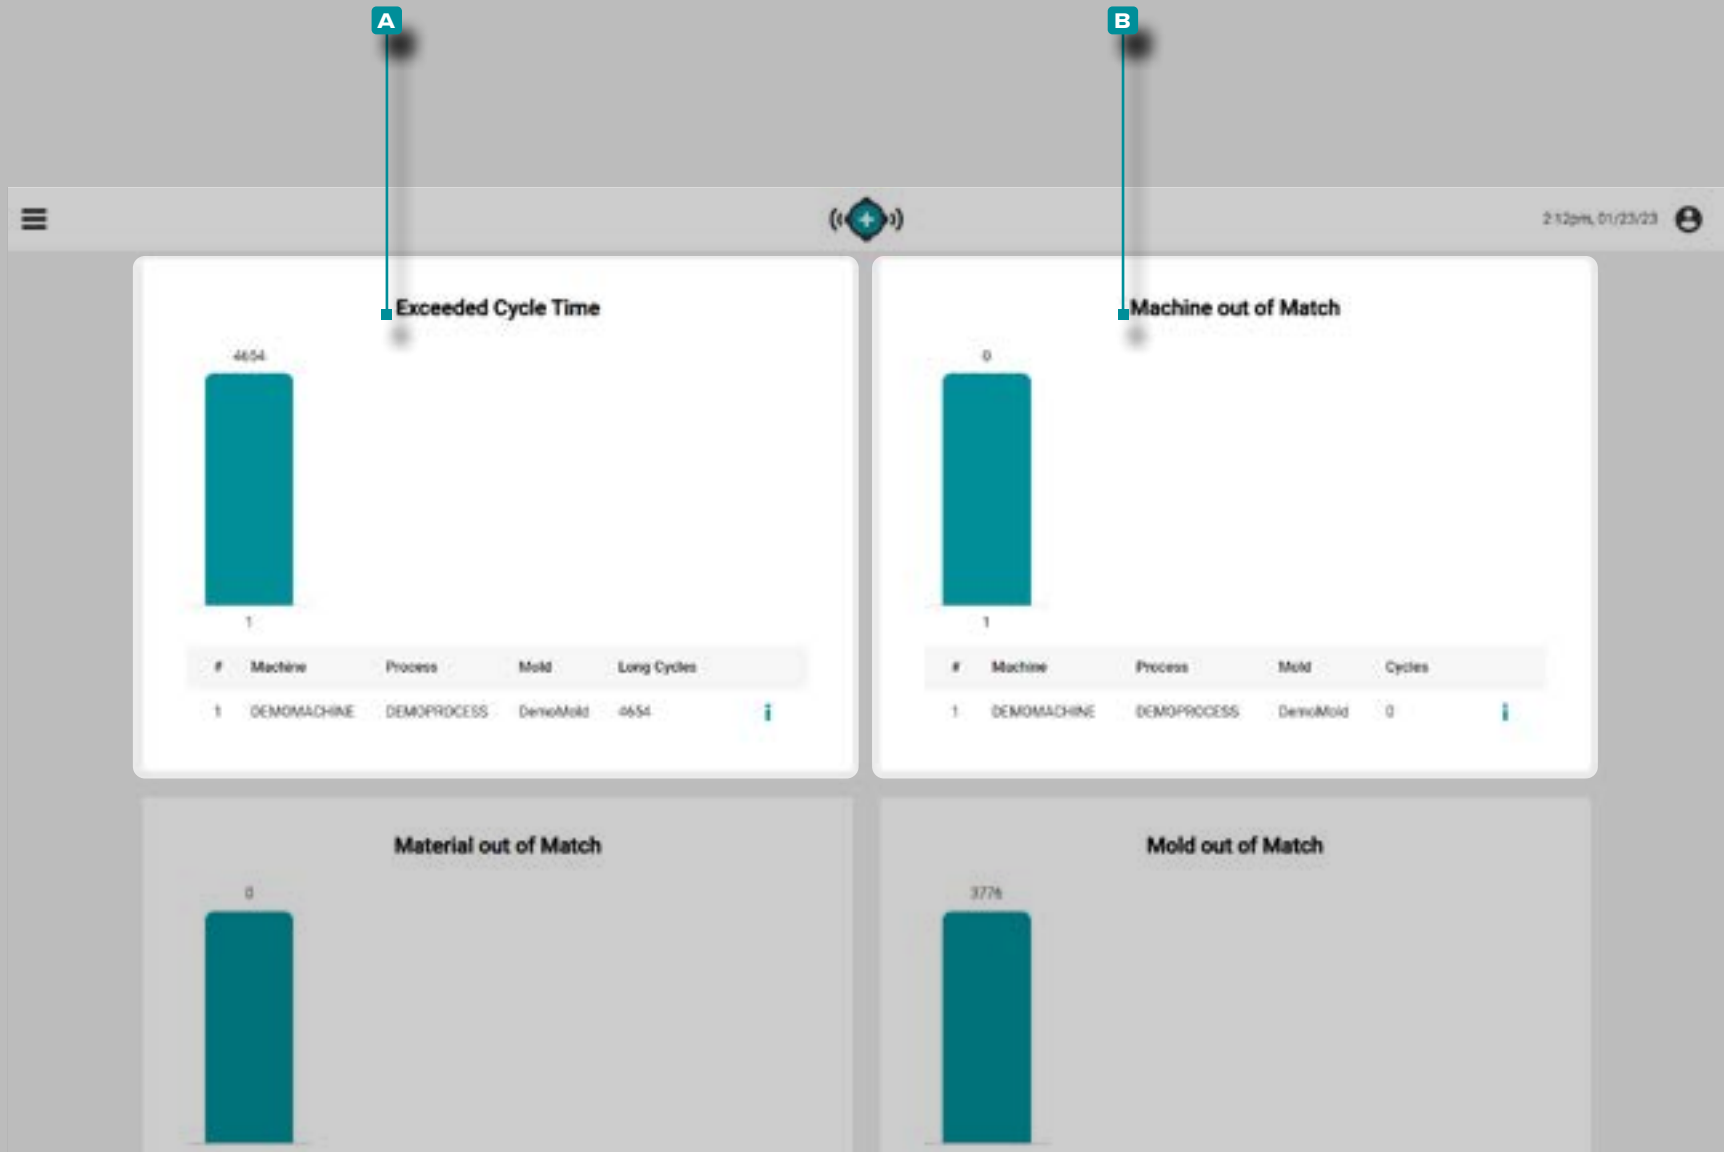 A
B
2:12pm, 01/23/23
Exceeded Cycle Time
4654
1
# Machine Process Mold Long Cycles
1 DEMOMACHINE DEMOPROCESS DemoMold 4654
Machine out of Match
0
1
# Machine Process Mold Cycles
1 DEMOMACHINE DEMOPROCESS DemoMold 0
Material out of Match
0
Mold out of Match
3776